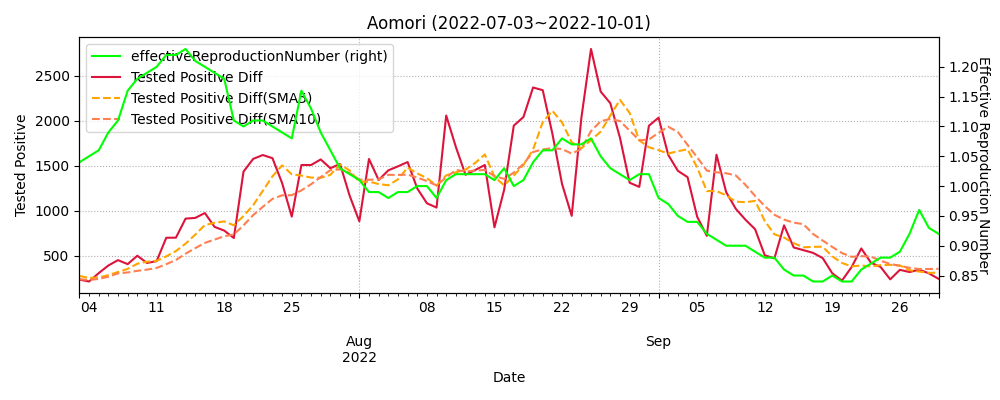 Aomori (2022-07-03~2022-10-01)
effectiveReproductionNumber (right)
Tested Positive Diff
Tested Positive Diff(SMA5)
Tested Positive Diff(SMA10)
Tested Positive
2500
2000
1500
1000
500
Effective Reproduction Number
1.20
1.15
1.10
1.05
1.00
0.95
0.90
0.85
04 11 18 25 08 15 22 29 05 12 19 26
Aug Sep
2022
Date